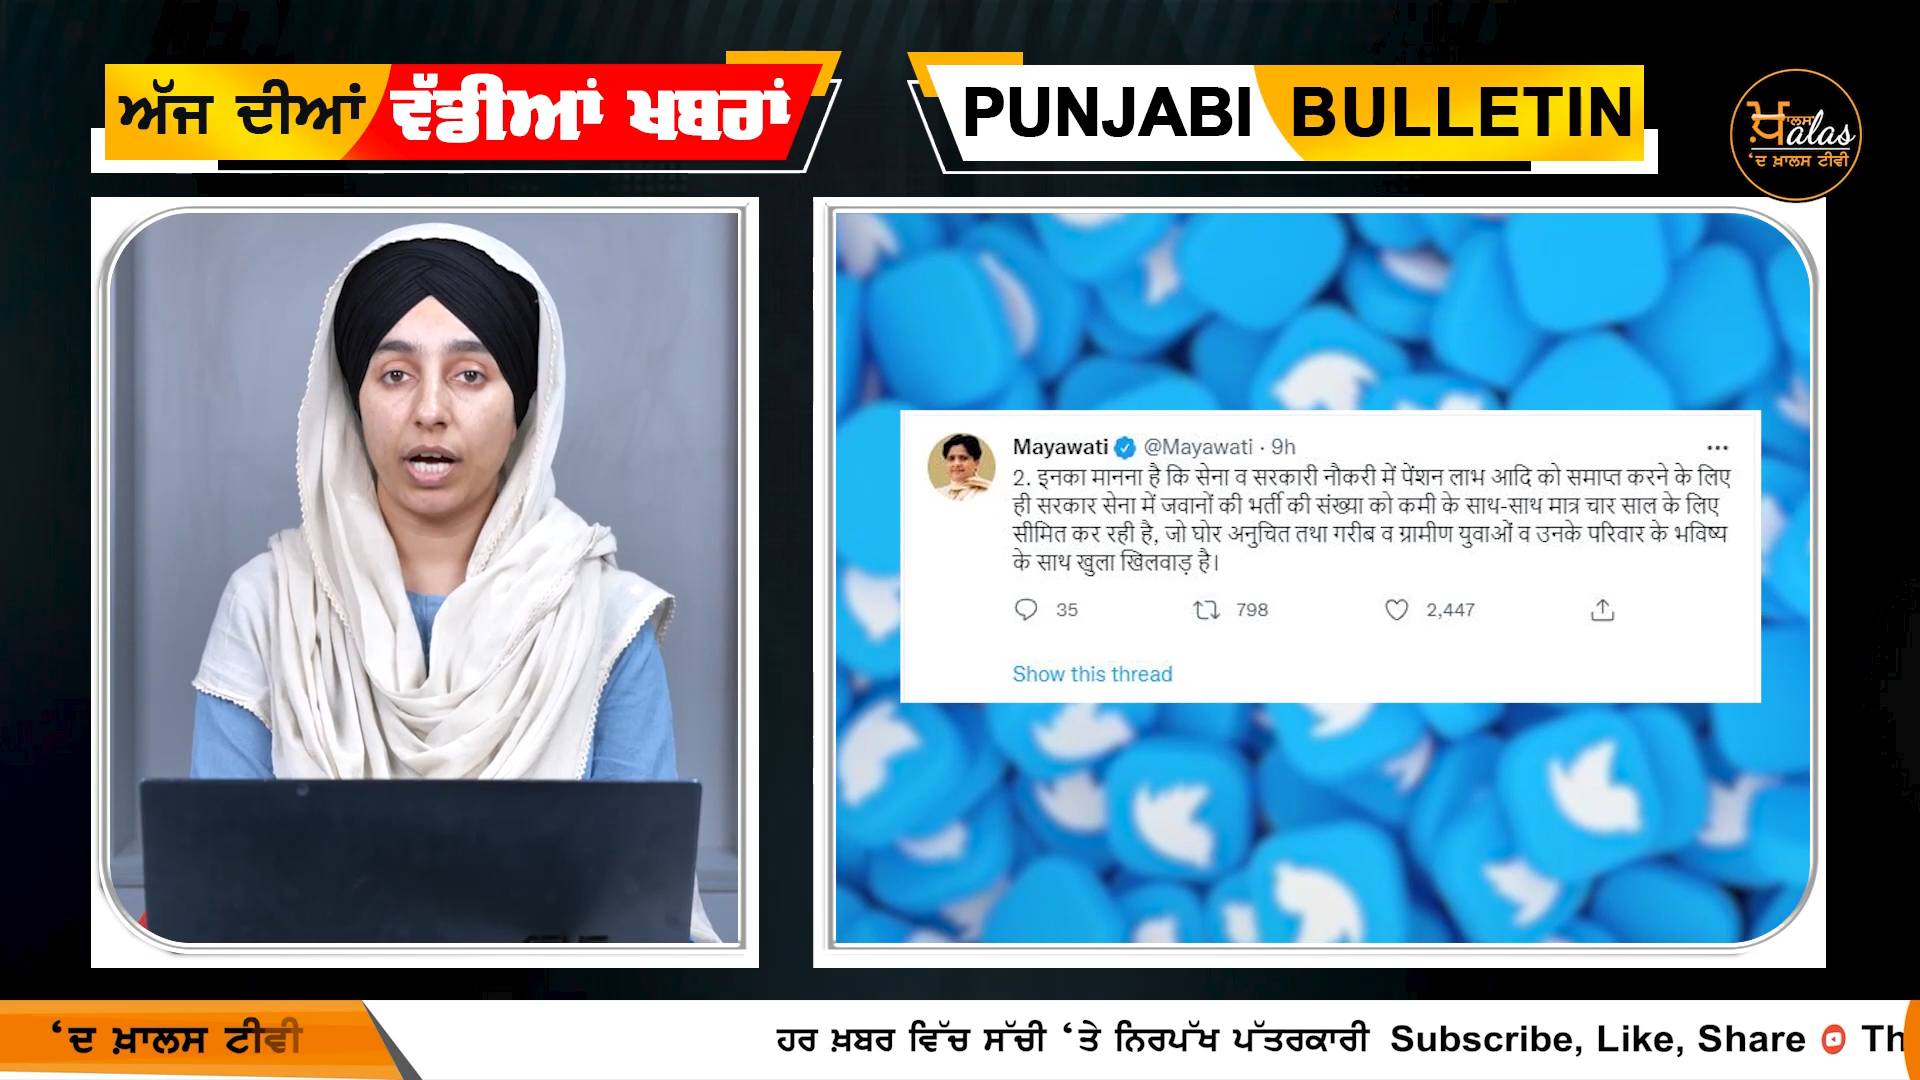 ਅੱਜ ਦੀਆਂ ਵੱਡੀਆਂ ਖਬਰਾਂ
PUNJABI BULLETIN
ਖ਼ਾਲਸ alas
‘ਦ ਖ਼ਾਲਸ ਟੀਵੀ
Mayawati @Mayawati · 9h
2. इनका मानना है कि सेना व सरकारी नौकरी में पेंशन लाभ आदि को समाप्त करने के लिए
ही सरकार सेना में जवानों की भर्ती की संख्या को कमी के साथ-साथ मात्र चार साल के लिए
सीमित कर रही है, जो घोर अनुचित तथा गरीब व ग्रामीण युवाओं व उनके परिवार के भविष्य
के साथ खुला खिलवाड़ है।
35 798 2,447
Show this thread
‘ਦ ਖ਼ਾਲਸ ਟੀਵੀ
ਹਰ ਖ਼ਬਰ ਵਿੱਚ ਸੱਚੀ ‘ਤੇ ਨਿਰਪੱਖ ਪੱਤਰਕਾਰੀ Subscribe, Like, Share Th